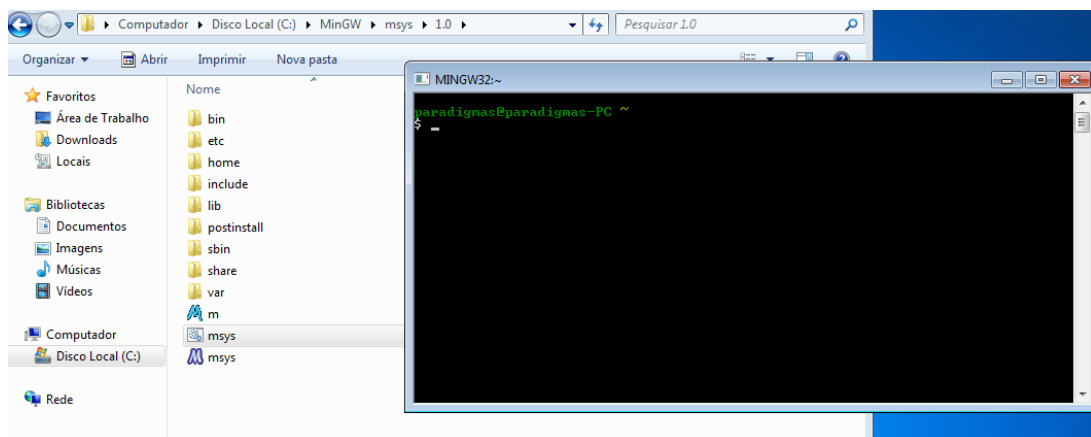 Computador ▸ Disco Local (C:) ▸ MinGW ▸ msys ▸ 1.0 ▸
Pesquisar 1.0
Organizar Abrir Imprimir Nova pasta
Favoritos
Área de Trabalho
Downloads
Locais
Bibliotecas
Documentos
Imagens
Músicas
Vídeos
Computador
Disco Local (C:)
Rede
Nome
bin
etc
home
include
lib
postinstall
sbin
share
var
m
msys
msys
MINGW32:~
paradigmas@paradigmas-PC ~
$